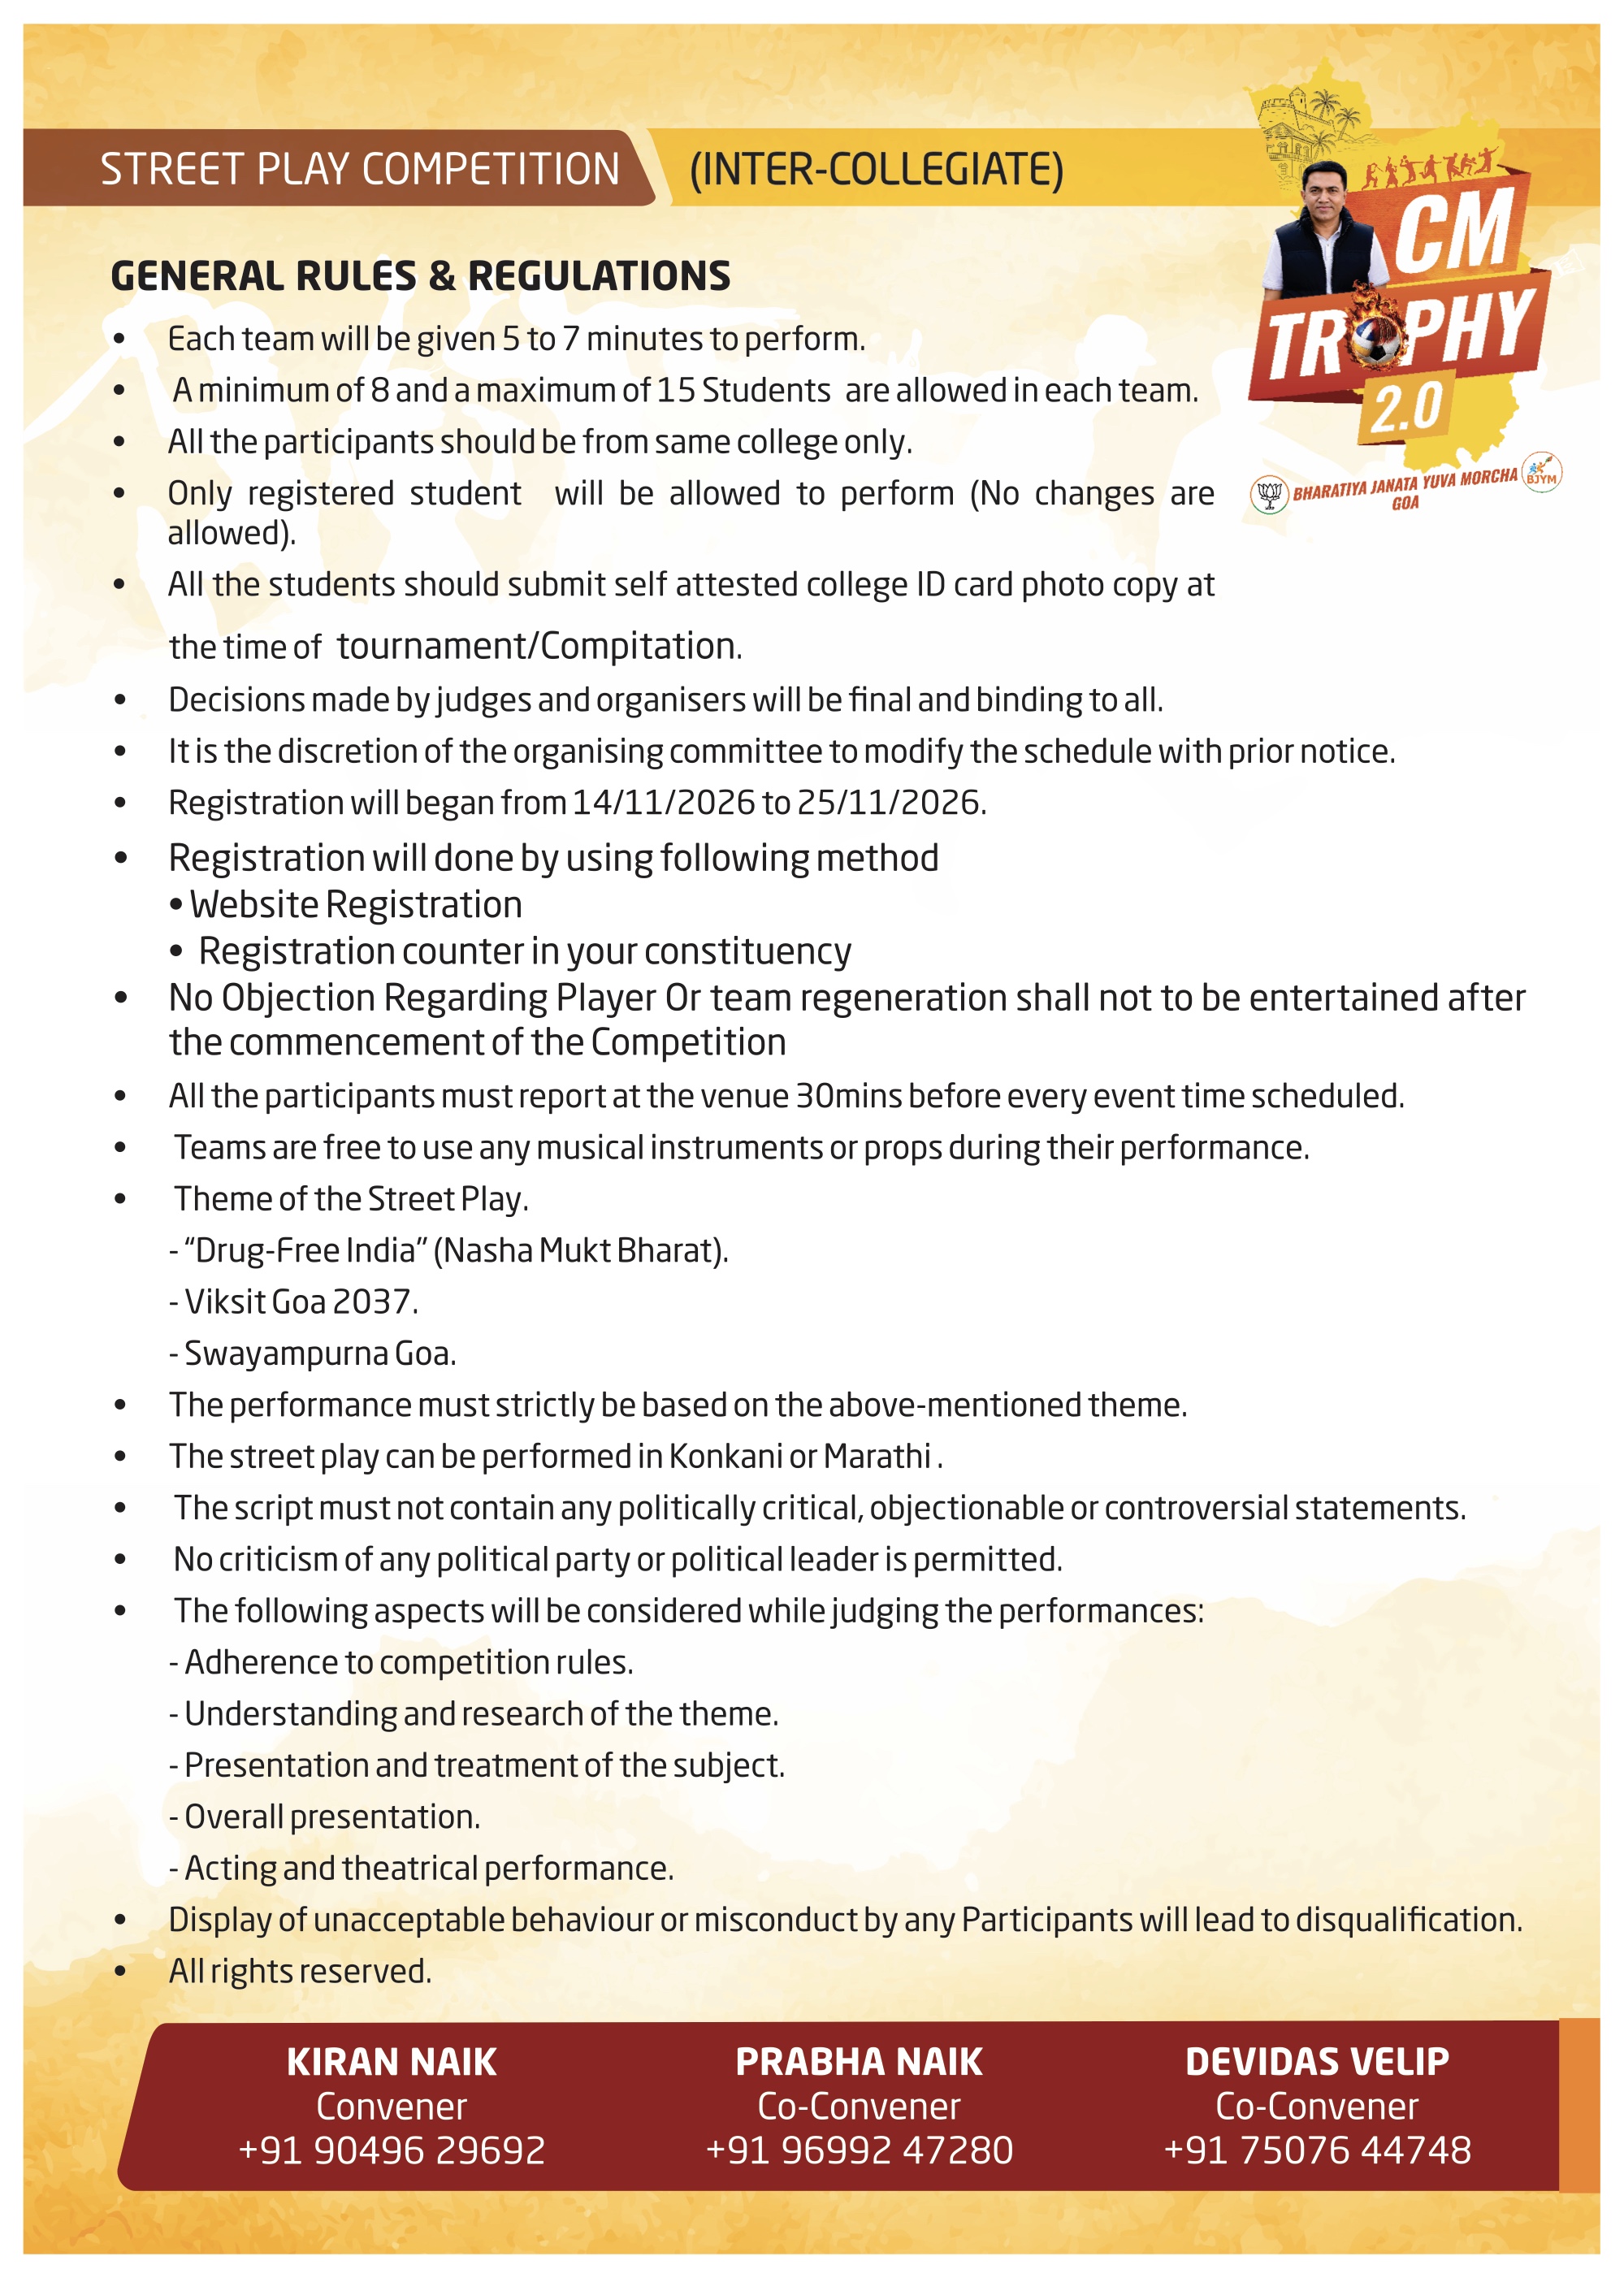 STREET PLAY COMPETITION (INTER-COLLEGIATE)
CM
TROPHY
2.0
BHARATIYA JANATA YUVA MORCHA
GOA
BJYM
GENERAL RULES & REGULATIONS
• Each team will be given 5 to 7 minutes to perform.
• A minimum of 8 and a maximum of 15 Students are allowed in each team.
• All the participants should be from same college only.
• Only registered student will be allowed to perform (No changes are
allowed).
• All the students should submit self attested college ID card photo copy at
the time of tournament/Compitation.
• Decisions made by judges and organisers will be final and binding to all.
• It is the discretion of the organising committee to modify the schedule with prior notice.
• Registration will began from 14/11/2026 to 25/11/2026.
• Registration will done by using following method
• Website Registration
• Registration counter in your constituency
• No Objection Regarding Player Or team regeneration shall not to be entertained after
the commencement of the Competition
• All the participants must report at the venue 30mins before every event time scheduled.
• Teams are free to use any musical instruments or props during their performance.
• Theme of the Street Play.
- “Drug-Free India” (Nasha Mukt Bharat).
- Viksit Goa 2037.
- Swayampurna Goa.
• The performance must strictly be based on the above-mentioned theme.
• The street play can be performed in Konkani or Marathi .
• The script must not contain any politically critical, objectionable or controversial statements.
• No criticism of any political party or political leader is permitted.
• The following aspects will be considered while judging the performances:
- Adherence to competition rules.
- Understanding and research of the theme.
- Presentation and treatment of the subject.
- Overall presentation.
- Acting and theatrical performance.
• Display of unacceptable behaviour or misconduct by any Participants will lead to disqualification.
• All rights reserved.
KIRAN NAIK
Convener
+91 90496 29692
PRABHA NAIK
Co-Convener
+91 96992 47280
DEVIDAS VELIP
Co-Convener
+91 75076 44748